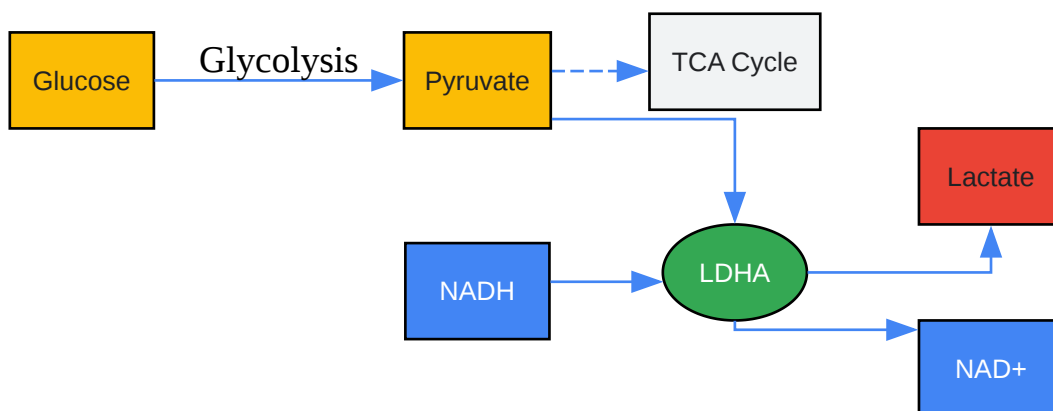 Glucose
Glycolysis
Pyruvate
TCA Cycle
Lactate
NADH
LDHA
NAD+